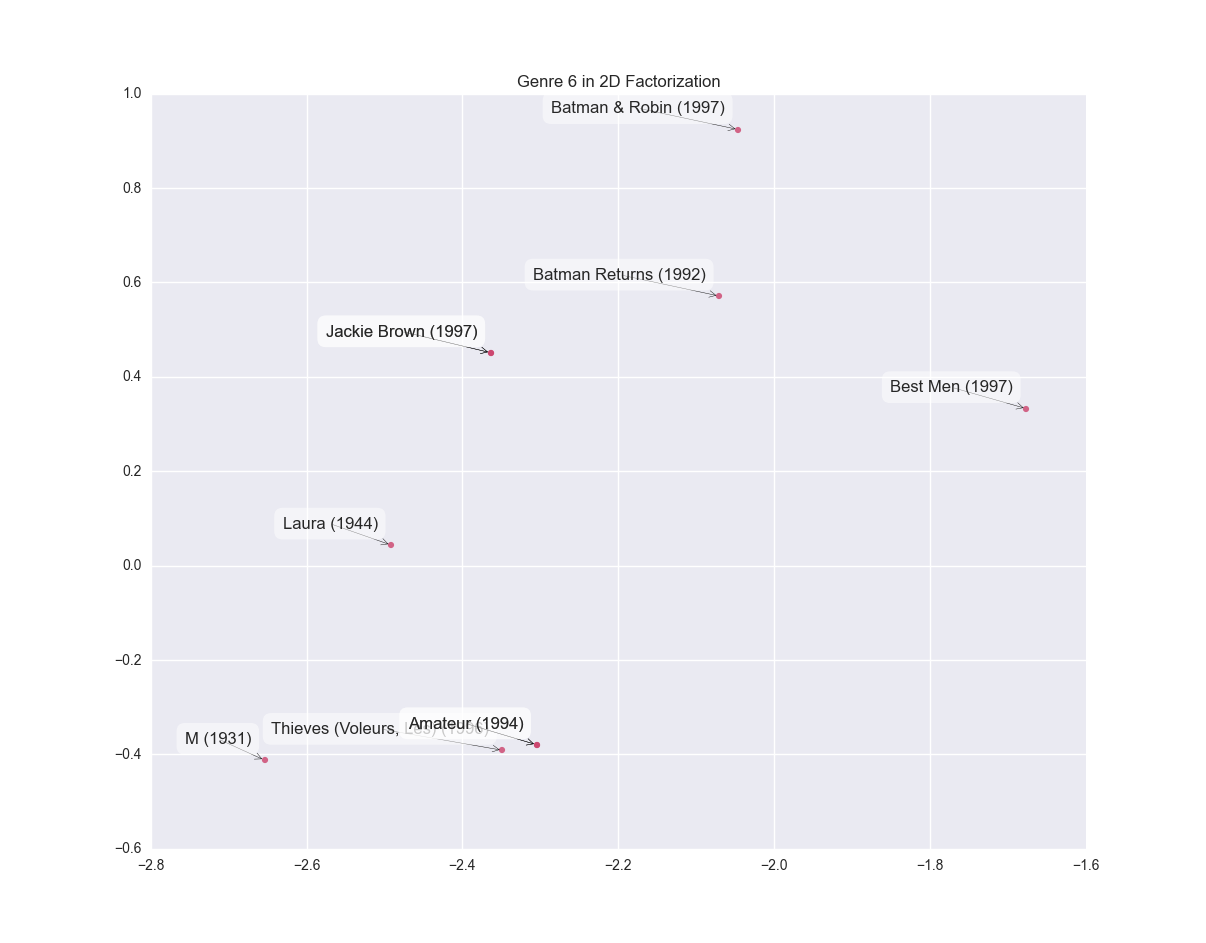 Genre 6 in 2D Factorization
1.0
Batman & Robin (1997)
0.8
Batman Returns (1992)
0.6
Jackie Brown (1997)
0.4
Best Men (1997)
0.2
Laura (1944)
0.0
−0.2
Amateur (1994)
Thieves (Voleurs, Les) (1996)
M (1931)
−0.4
−0.6
−2.8 −2.6 −2.4 −2.2 −2.0 −1.8 −1.6